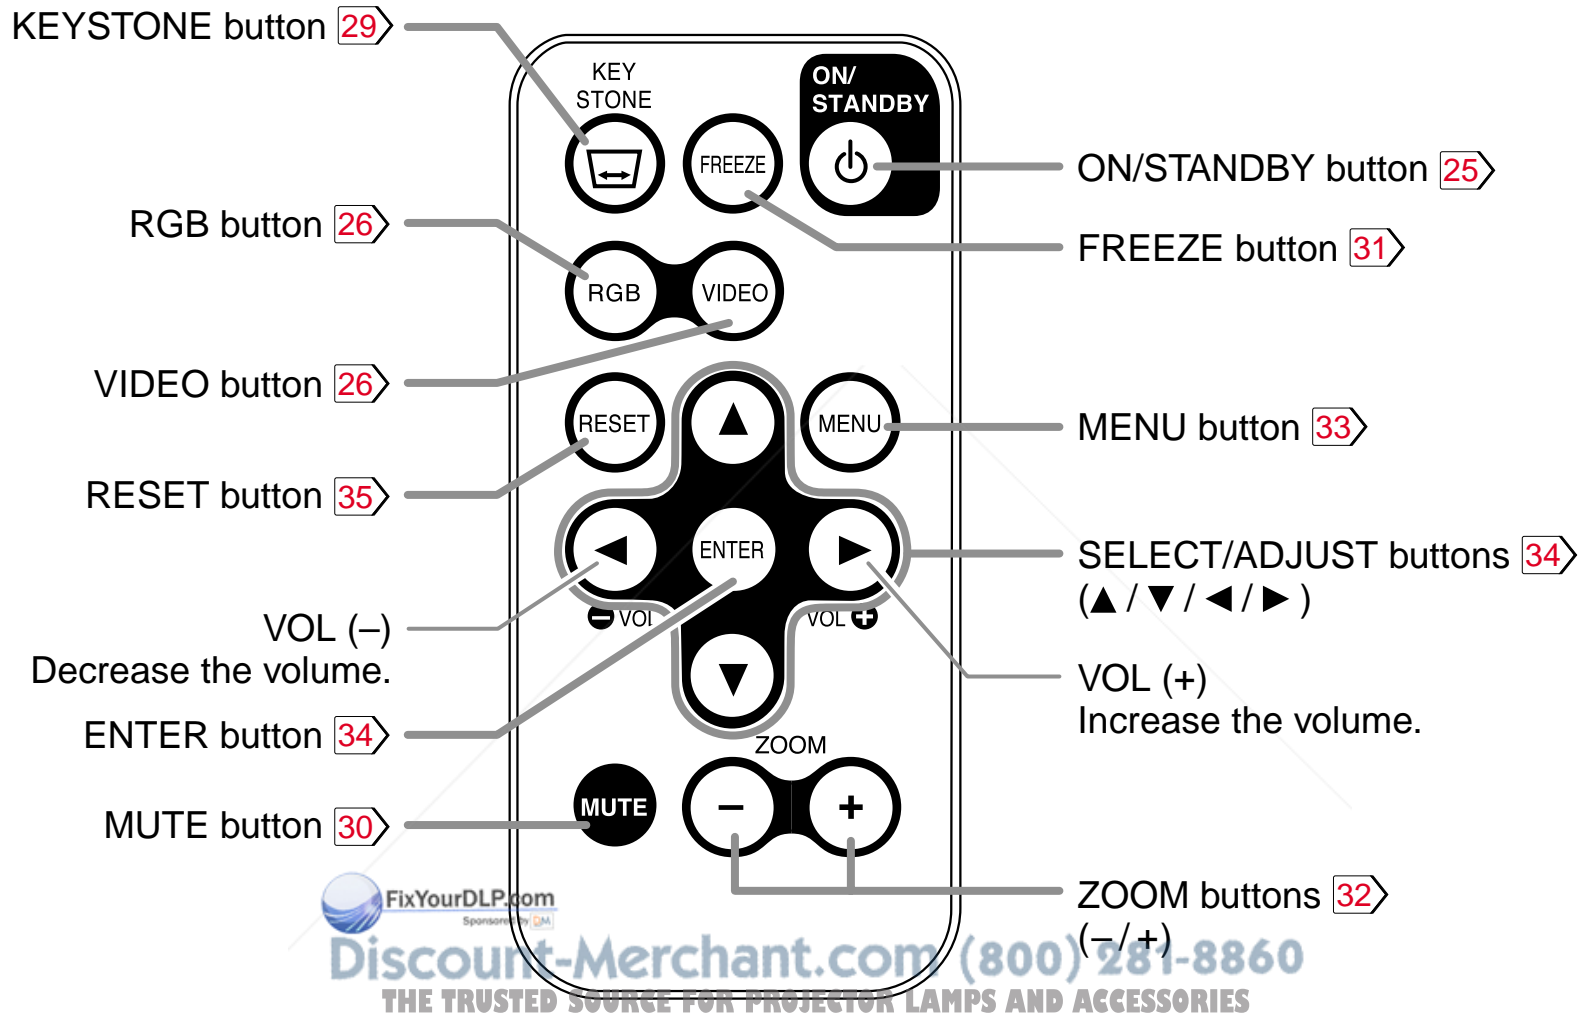 KEYSTONE button 29
RGB button 26
VIDEO button 26
RESET button 35
VOL (–)
Decrease the volume.
ENTER button 34
MUTE button 30
KEY
STONE
FREEZE
ON/
STANDBY
RGB
VIDEO
RESET
MENU
ENTER
VOL
VOL
ZOOM
MUTE
–
+
ON/STANDBY button 25
FREEZE button 31
MENU button 33
SELECT/ADJUST buttons 34
(▲ / ▼ / ◀ / ▶ )
VOL (+)
Increase the volume.
ZOOM buttons 32
(–/+)
FixYourDLP.com
Sponsored by DM
Discount-Merchant.com (800) 281-8860
THE TRUSTED SOURCE FOR PROJECTOR LAMPS AND ACCESSORIES